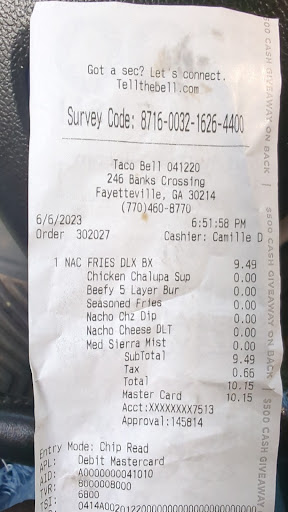 Got a sec? Let's connect.
Tellthebell.com
Survey Code: 8716-0032-1626-4400
Taco Bell 041220
246 Banks Crossing
Fayetteville, GA 30214
(770)460-8770
6/6/2023 6:51:58 PM
Order 302027 Cashier: Camille D
1 NAC FRIES DLX BX 9.49
Chicken Chalupa Sup 0.00
Beefy 5 Layer Bur 0.00
Seasoned Fries 0.00
Nacho Chz Dip 0.00
Nacho Cheese DLT 0.00
Med Sierra Mist 0.00
SubTotal 9.49
Tax 0.66
Total 10.15
Master Card 10.15
Acct:XXXXXXXX7513
Approval:145814
Entry Mode: Chip Read
APL: Debit Mastercard
AID: A0000000041010
TVR: 8000008000
TSI: 6800
$500 CASH GIVEAWAY ON BACK | $500 CASH GIVEAWAY ON BACK | $500 CASH GIVEAWAY